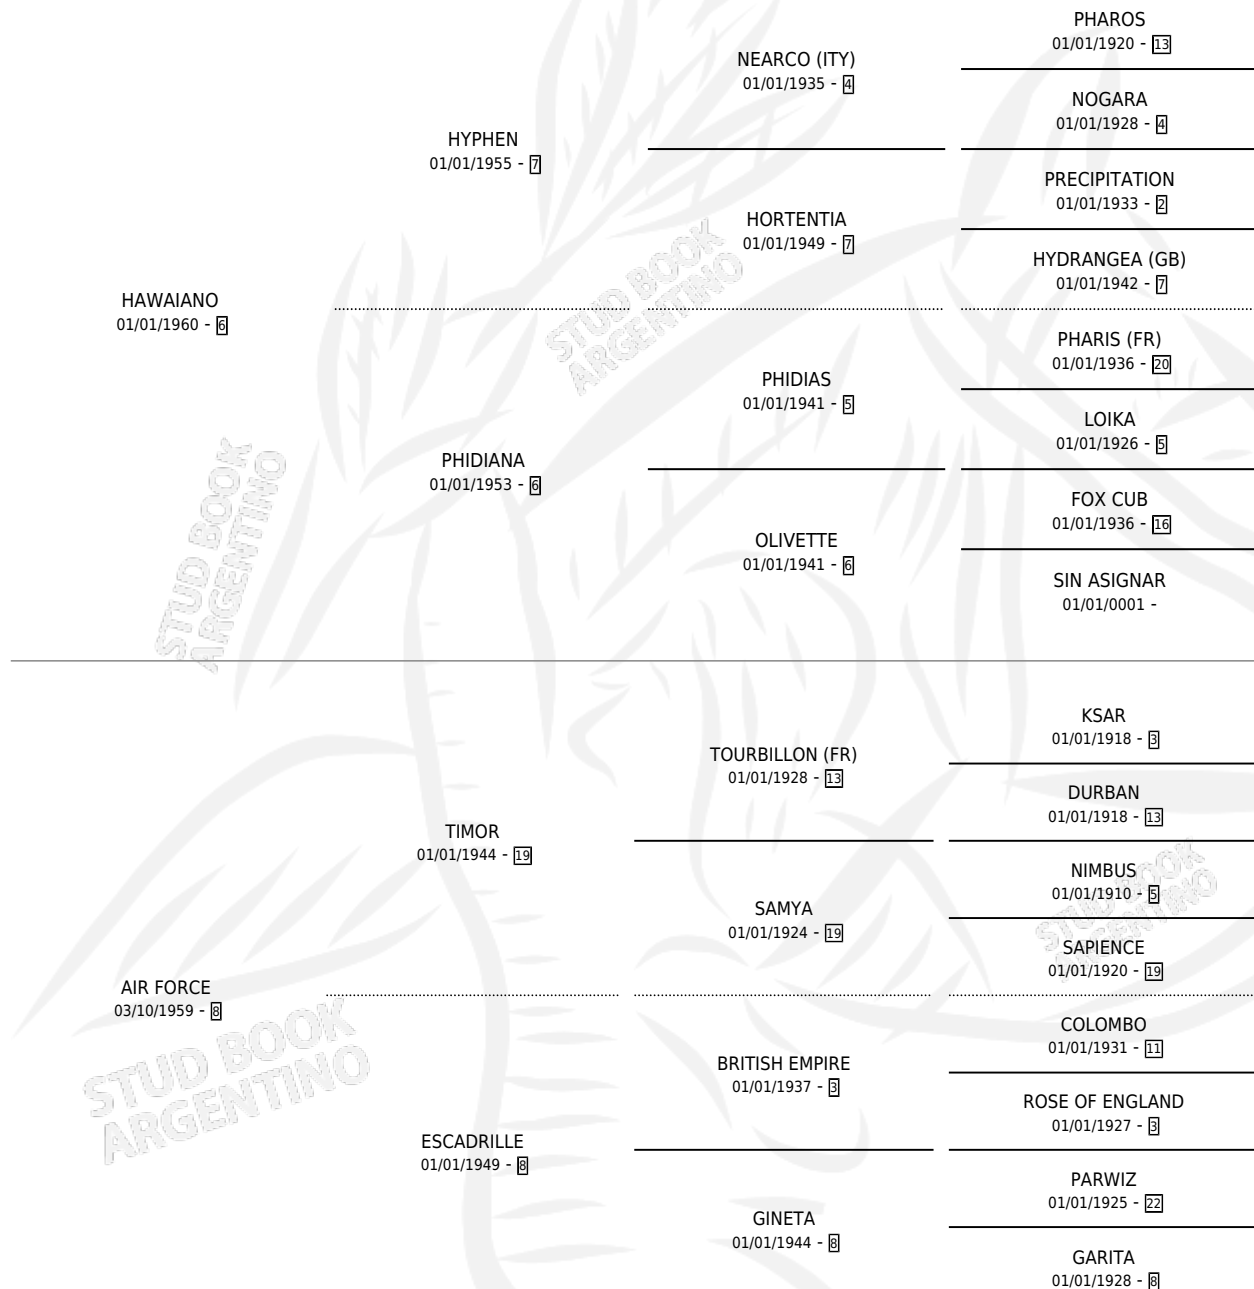 HAWAIANO
01/01/1960 - 6
HYPHEN
01/01/1955 - 7
NEARCO (ITY)
01/01/1935 - 4
PHAROS
01/01/1920 - 13
NOGARA
01/01/1928 - 4
HORTENTIA
01/01/1949 - 7
PRECIPITATION
01/01/1933 - 2
HYDRANGEA (GB)
01/01/1942 - 7
PHIDIANA
01/01/1953 - 6
PHIDIAS
01/01/1941 - 5
PHARIS (FR)
01/01/1936 - 20
LOIKA
01/01/1926 - 5
OLIVETTE
01/01/1941 - 6
FOX CUB
01/01/1936 - 16
SIN ASIGNAR
01/01/0001 -
AIR FORCE
03/10/1959 - 8
TIMOR
01/01/1944 - 19
TOURBILLON (FR)
01/01/1928 - 13
KSAR
01/01/1918 - 3
DURBAN
01/01/1918 - 13
SAMYA
01/01/1924 - 19
NIMBUS
01/01/1910 - 5
SAPIENCE
01/01/1920 - 19
ESCADRILLE
01/01/1949 - 8
BRITISH EMPIRE
01/01/1937 - 3
COLOMBO
01/01/1931 - 11
ROSE OF ENGLAND
01/01/1927 - 3
GINETA
01/01/1944 - 8
PARWIZ
01/01/1925 - 22
GARITA
01/01/1928 - 8
STUD BOOK
ARGENTINO
STUD BOOK
ARGENTINO
STUD BOOK
ARGENTINO
STUD BOOK
ARGENTINO